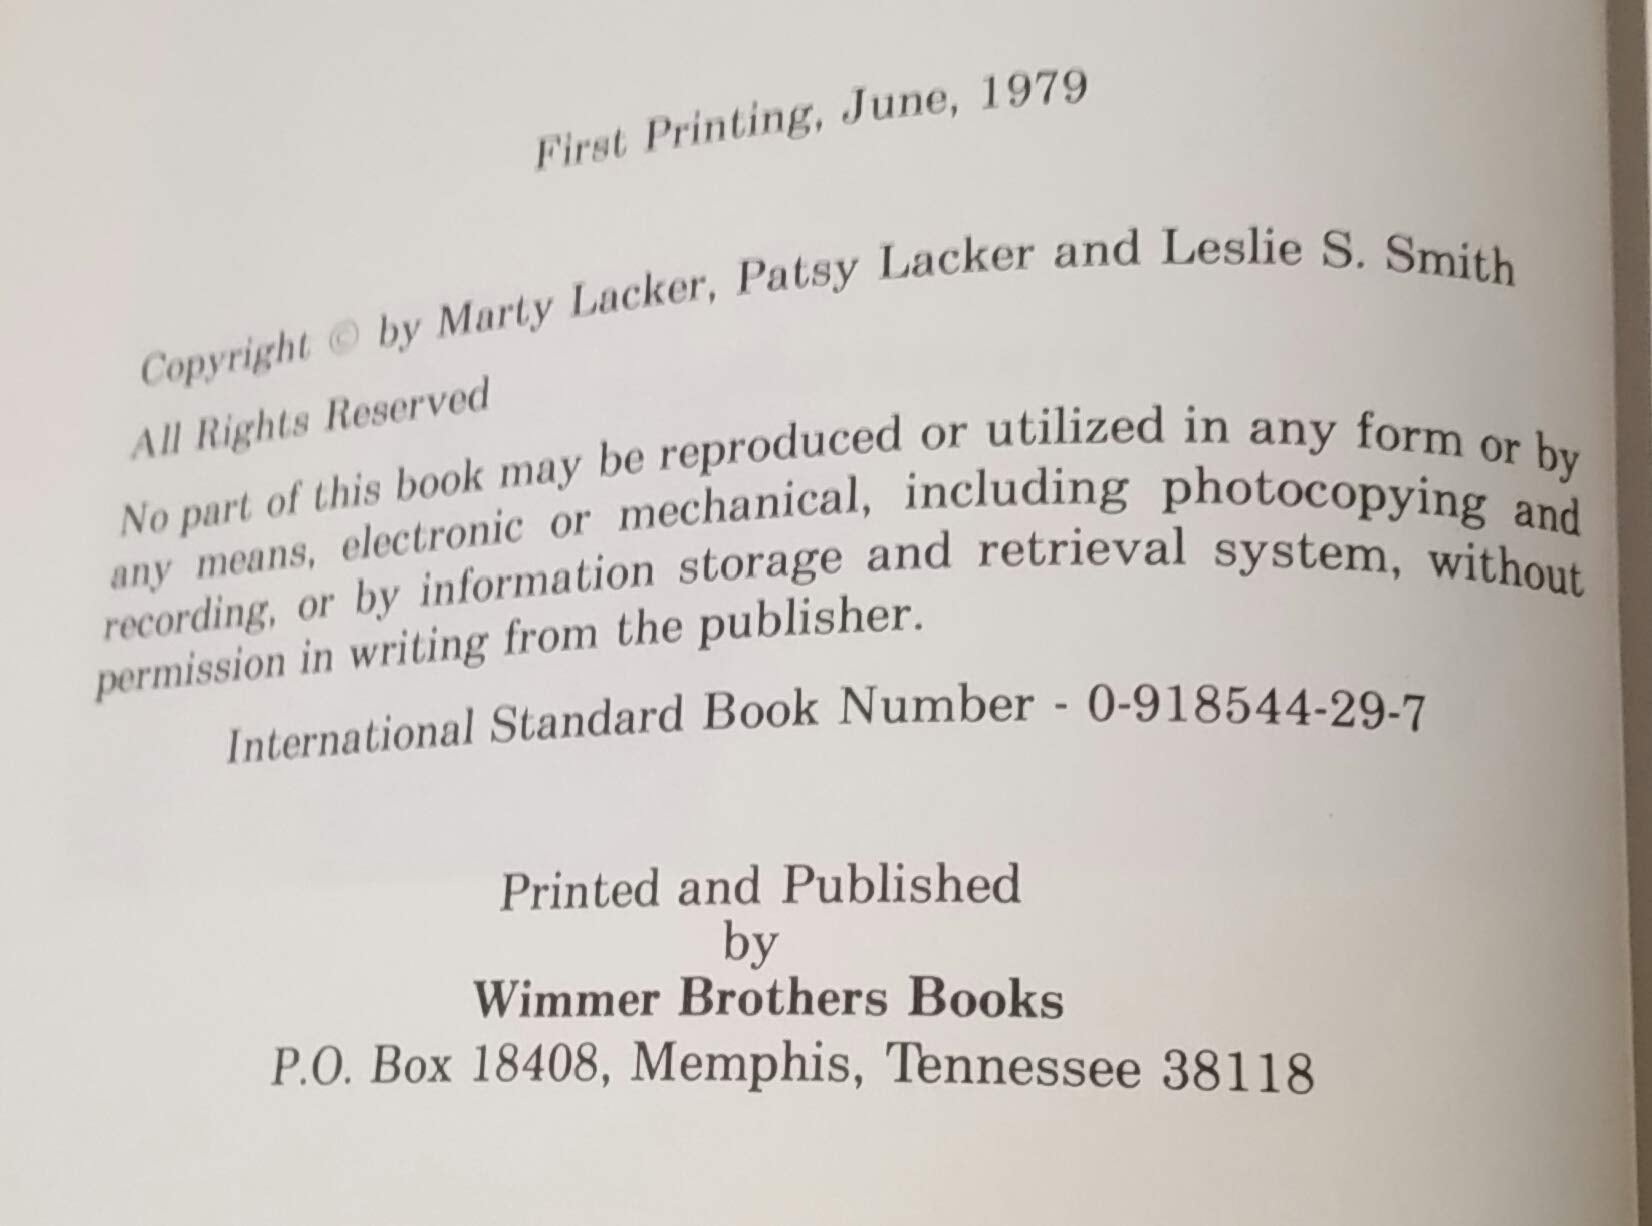 First Printing, June, 1979
Copyright © by Marty Lacker, Patsy Lacker and Leslie S. Smith
All Rights Reserved
No part of this book may be reproduced or utilized in any form or by
any means, electronic or mechanical, including photocopying and
recording, or by information storage and retrieval system, without
permission in writing from the publisher.
International Standard Book Number - 0-918544-29-7
Printed and Published
by
Wimmer Brothers Books
P.O. Box 18408, Memphis, Tennessee 38118